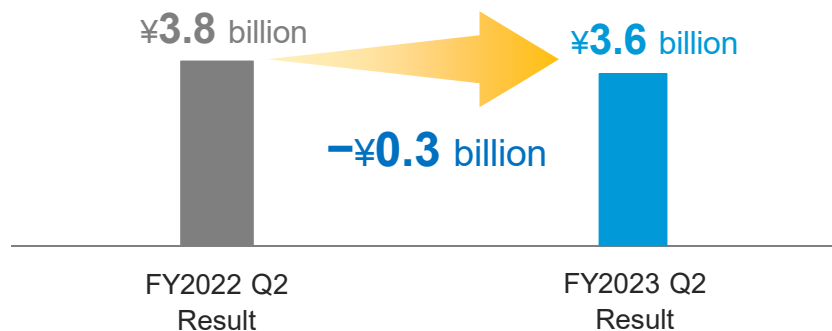 ¥3.8 billion
¥3.6 billion
−¥0.3 billion
FY2022 Q2
Result
FY2023 Q2
Result